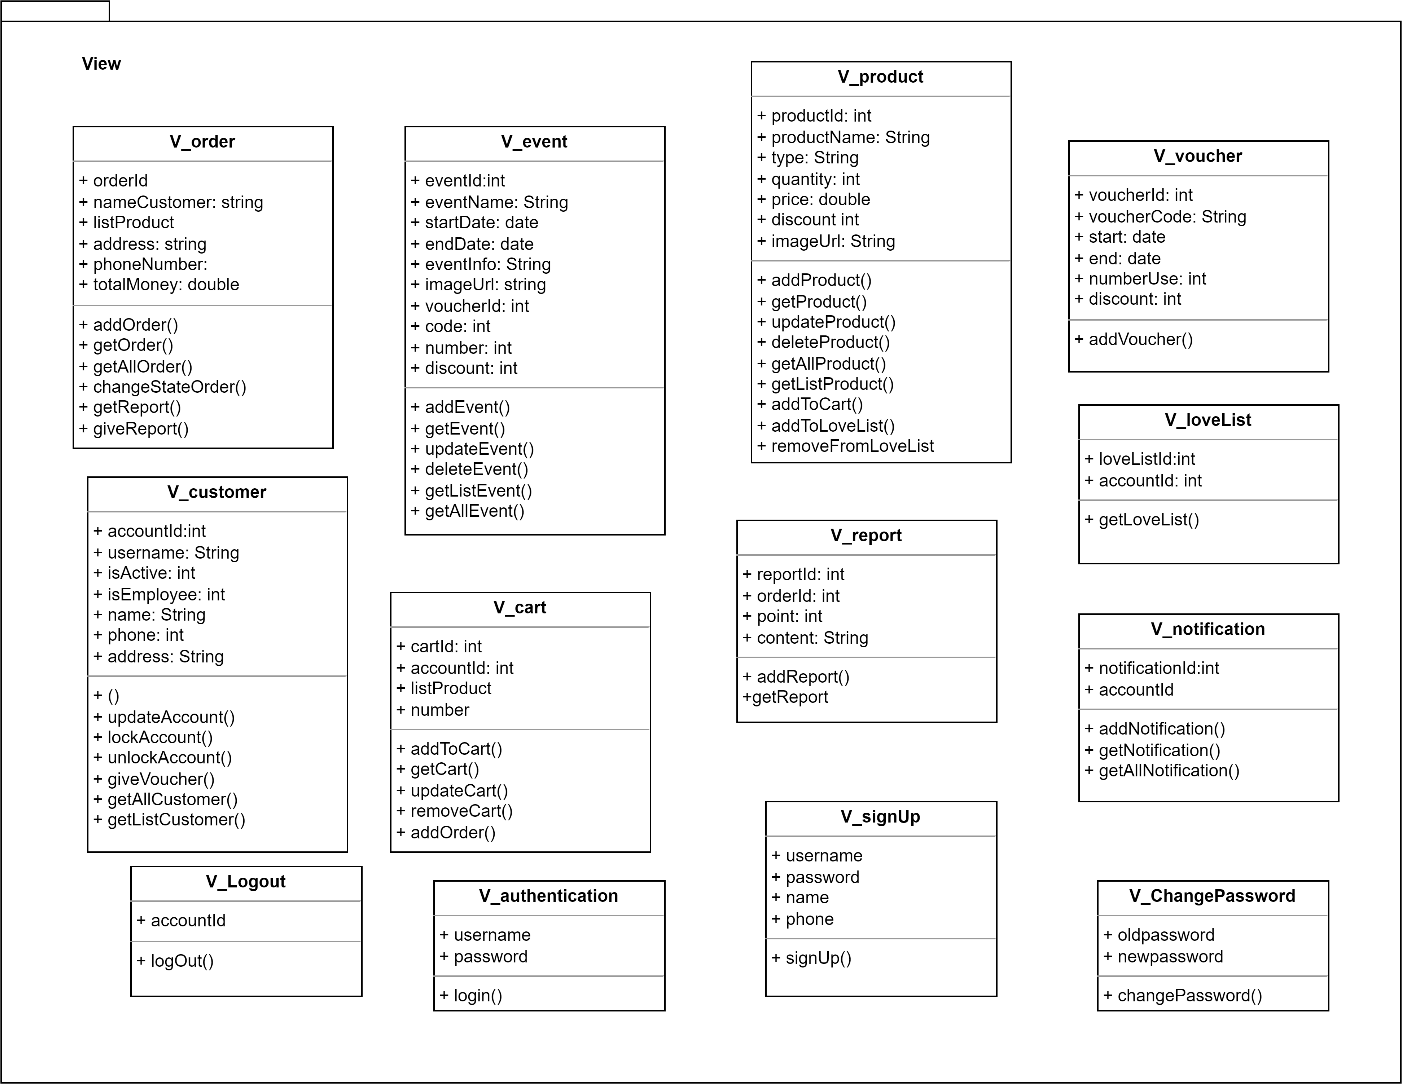 View
V_order
+ orderId
+ nameCustomer: string
+ listProduct
+ address: string
+ phoneNumber:
+ totalMoney: double
+ addOrder()
+ getOrder()
+ getAllOrder()
+ changeStateOrder()
+ getReport()
+ giveReport()
V_event
+ eventId:int
+ eventName: String
+ startDate: date
+ endDate: date
+ eventInfo: String
+ imageUrl: string
+ voucherId: int
+ code: int
+ number: int
+ discount: int
+ addEvent()
+ getEvent()
+ updateEvent()
+ deleteEvent()
+ getListEvent()
+ getAllEvent()
V_product
+ productId: int
+ productName: String
+ type: String
+ quantity: int
+ price: double
+ discount int
+ imageUrl: String
+ addProduct()
+ getProduct()
+ updateProduct()
+ deleteProduct()
+ getAllProduct()
+ getListProduct()
+ addToCart()
+ addToLoveList()
+ removeFromLoveList
V_voucher
+ voucherId: int
+ voucherCode: String
+ start: date
+ end: date
+ numberUse: int
+ discount: int
+ addVoucher()
V_loveList
+ loveListId:int
+ accountId: int
+ getLoveList()
V_customer
+ accountId:int
+ username: String
+ isActive: int
+ isEmployee: int
+ name: String
+ phone: int
+ address: String
+ ()
+ updateAccount()
+ lockAccount()
+ unlockAccount()
+ giveVoucher()
+ getAllCustomer()
+ getListCustomer()
V_cart
+ cartId: int
+ accountId: int
+ listProduct
+ number
+ addToCart()
+ getCart()
+ updateCart()
+ removeCart()
+ addOrder()
V_report
+ reportId: int
+ orderId: int
+ point: int
+ content: String
+ addReport()
+getReport
V_notification
+ notificationId:int
+ accountId
+ addNotification()
+ getNotification()
+ getAllNotification()
V_Logout
+ accountId
+ logOut()
V_authentication
+ username
+ password
+ login()
V_signUp
+ username
+ password
+ name
+ phone
+ signUp()
V_ChangePassword
+ oldpassword
+ newpassword
+ changePassword()